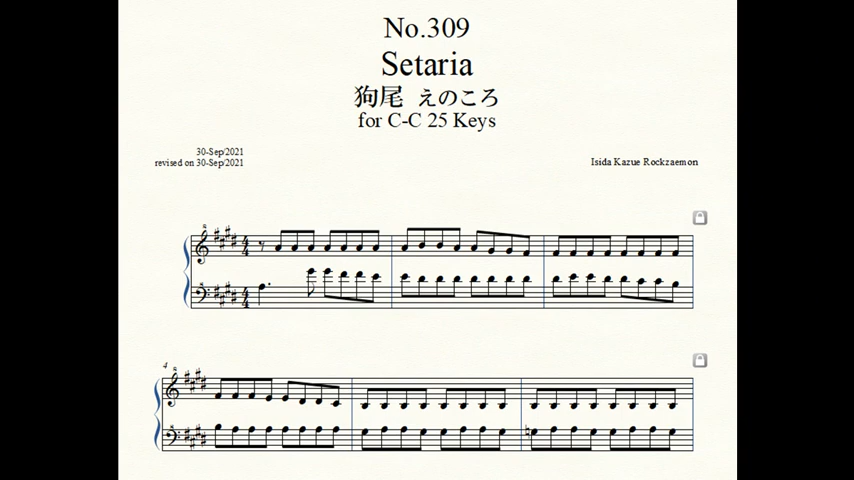 No.309
Setaria
狗尾 えのころ
for C-C 25 Keys
30-Sep/2021
revised on 30-Sep/2021
Isida Kazue Rockzaemon
4